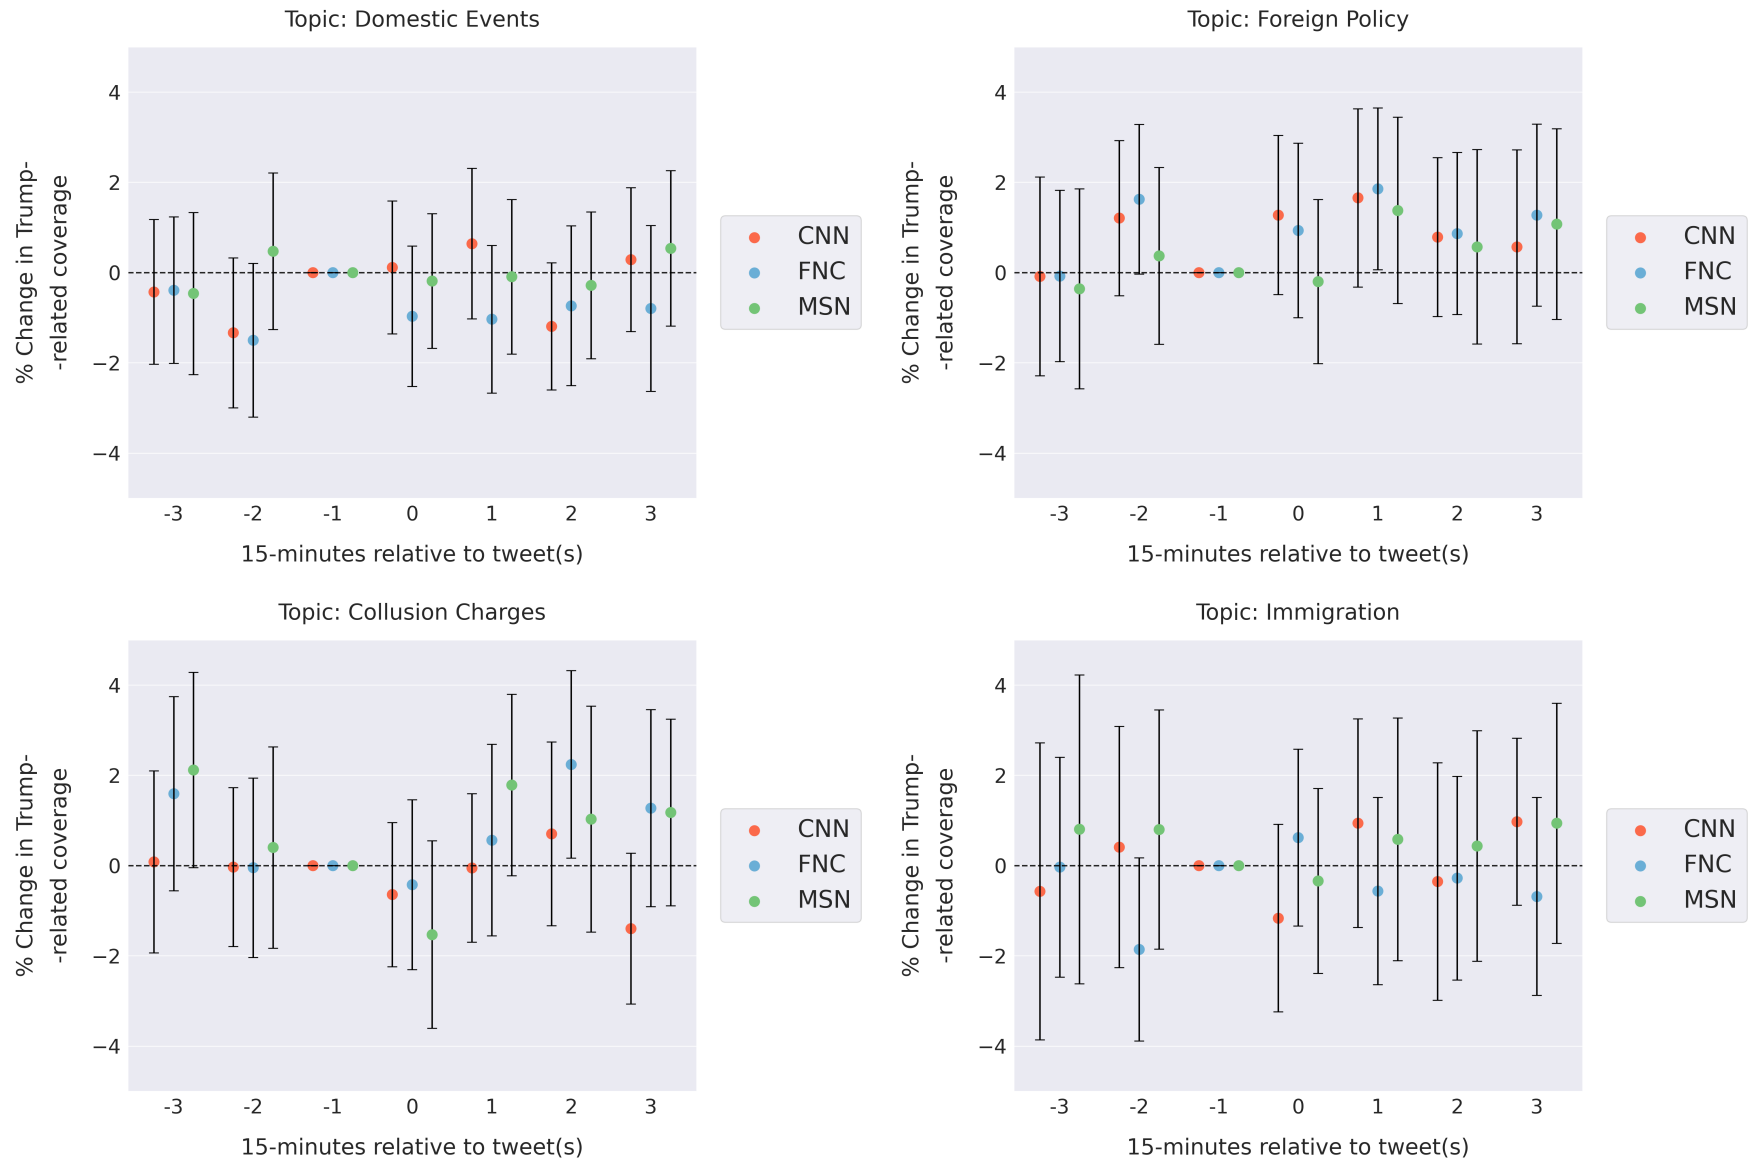 Topic: Domestic Events
% Change in Trump-
-related coverage
4
2
0
−2
−4
-3 -2 -1 0 1 2 3
15-minutes relative to tweet(s)
CNN
FNC
MSN
Topic: Foreign Policy
% Change in Trump-
-related coverage
4
2
0
−2
−4
-3 -2 -1 0 1 2 3
15-minutes relative to tweet(s)
CNN
FNC
MSN
Topic: Collusion Charges
% Change in Trump-
-related coverage
4
2
0
−2
−4
-3 -2 -1 0 1 2 3
15-minutes relative to tweet(s)
CNN
FNC
MSN
Topic: Immigration
% Change in Trump-
-related coverage
4
2
0
−2
−4
-3 -2 -1 0 1 2 3
15-minutes relative to tweet(s)
CNN
FNC
MSN